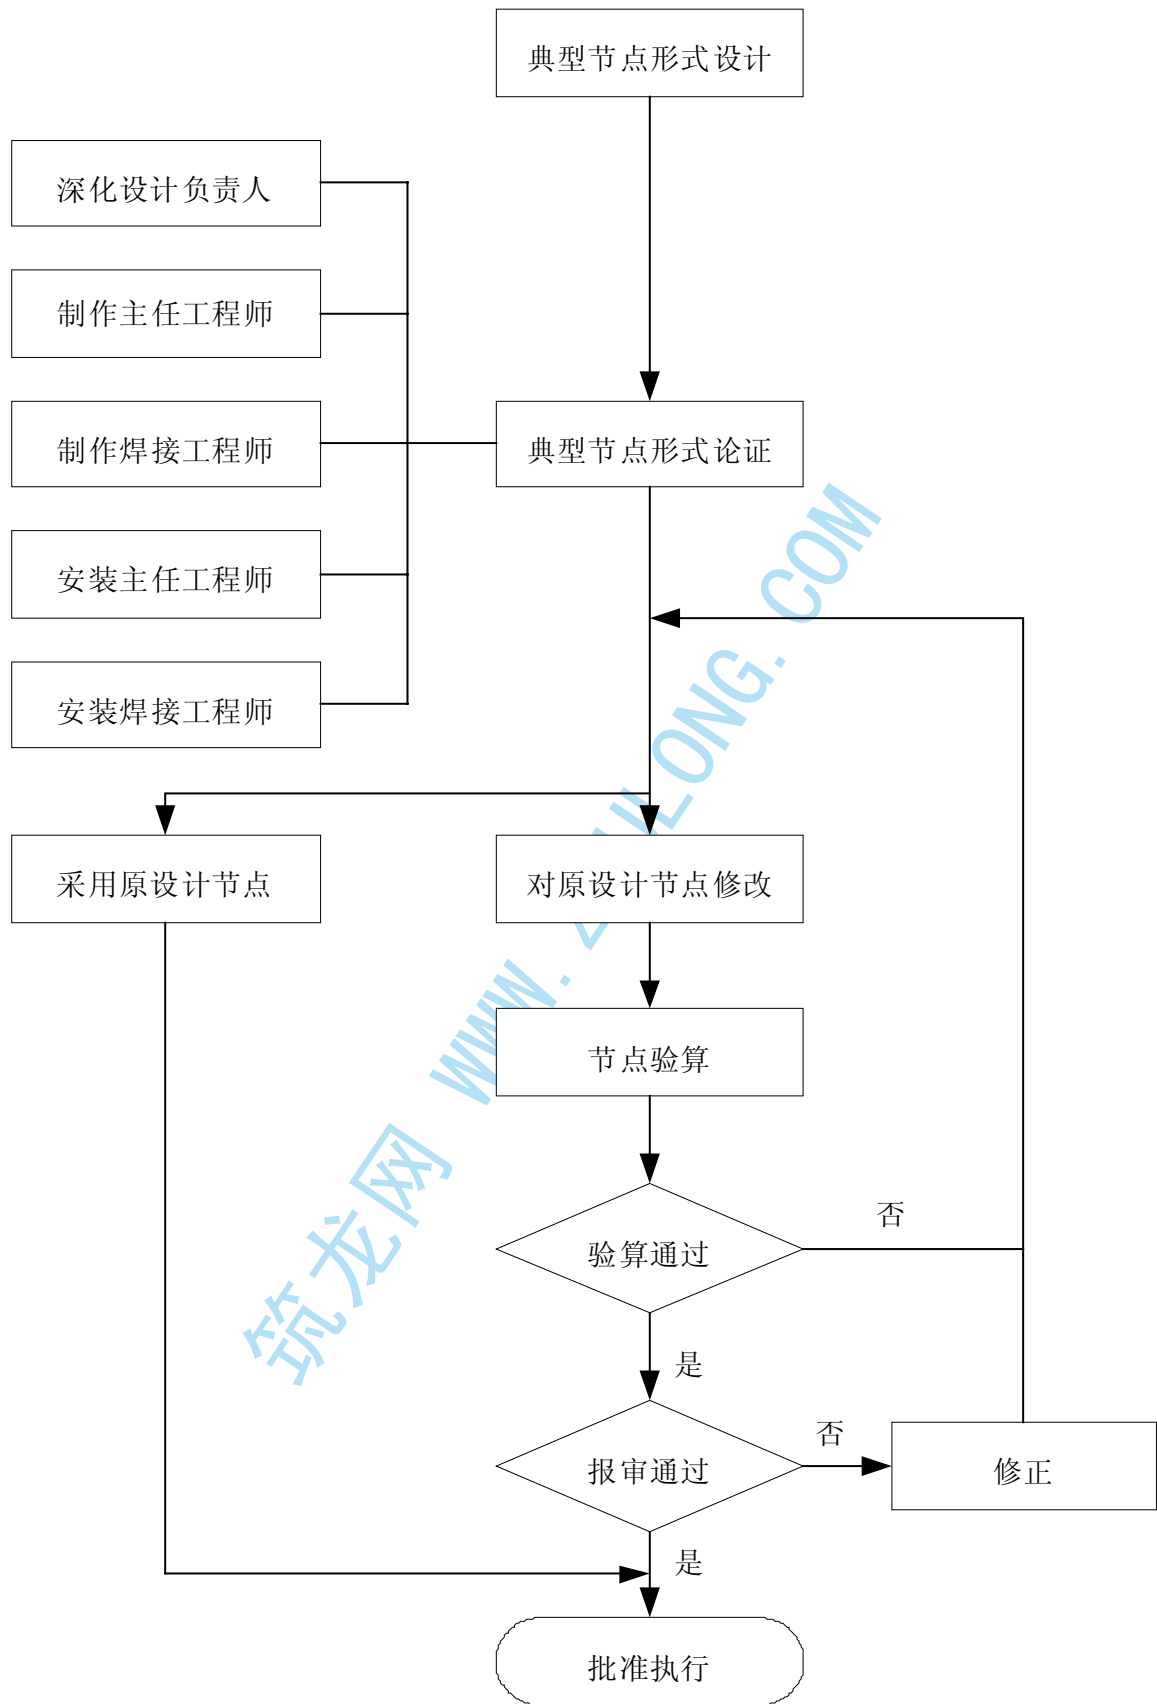 典型节点形式设计
深化设计负责人
制作主任工程师
制作焊接工程师
典型节点形式论证
安装主任工程师
安装焊接工程师
采用原设计节点
对原设计节点修改
节点验算
验算通过
否
是
报审通过
否
修正
是
批准执行
筑龙网 WWW.ZHULONG.COM